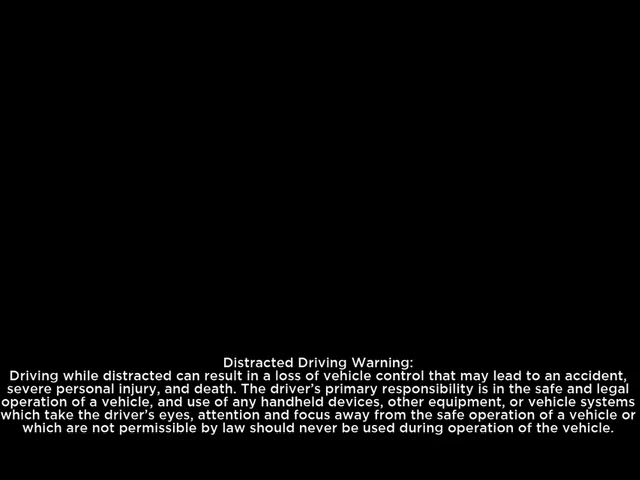 Distracted Driving Warning:
Driving while distracted can result in a loss of vehicle control that may lead to an accident,
severe personal injury, and death. The driver's primary responsibility is in the safe and legal
operation of a vehicle, and use of any handheld devices, other equipment, or vehicle systems
which take the driver's eyes, attention and focus away from the safe operation of a vehicle or
which are not permissible by law should never be used during operation of the vehicle.